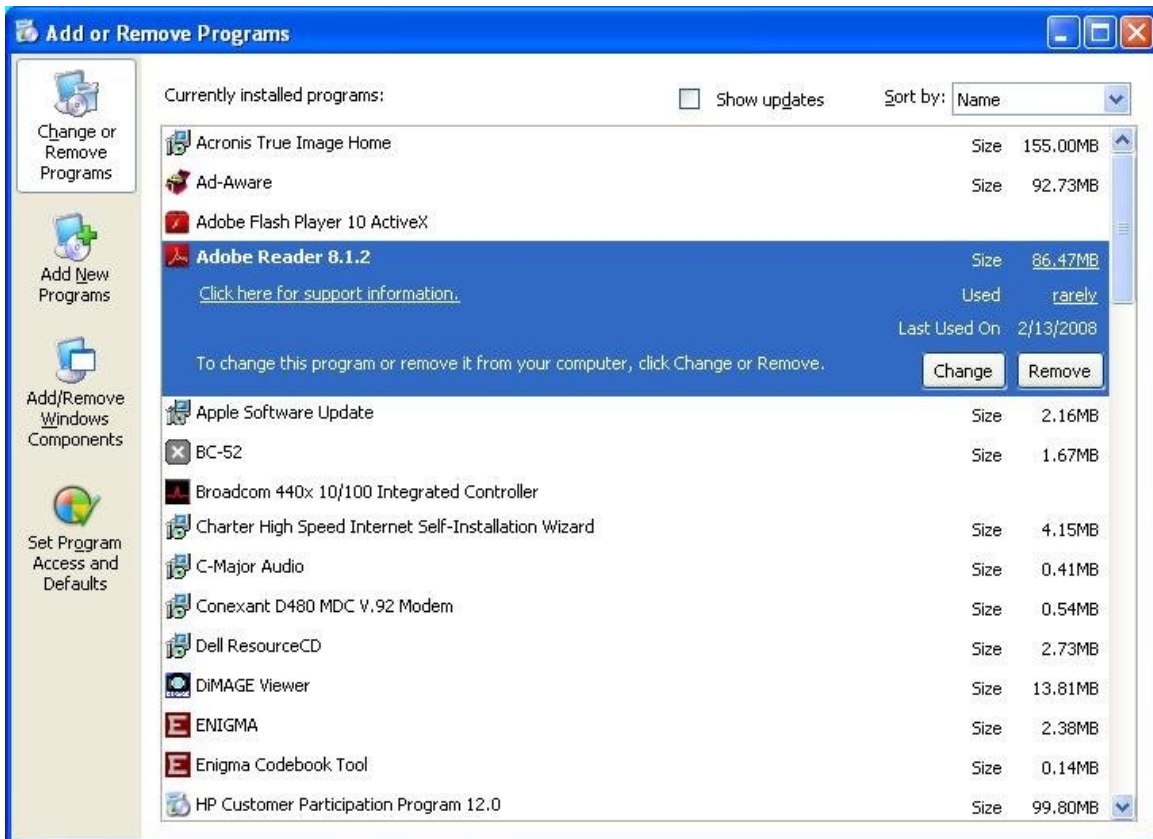 Add or Remove Programs
Change or
Remove
Programs
Add New
Programs
Add/Remove
Windows
Components
Set Program
Access and
Defaults
Currently installed programs:
Show updates
Sort by: Name
Acronis True Image Home Size 155.00MB
Ad-Aware Size 92.73MB
Adobe Flash Player 10 ActiveX
Adobe Reader 8.1.2 Size 86.47MB
Click here for support information. Used rarely
Last Used On 2/13/2008
To change this program or remove it from your computer, click Change or Remove. Change Remove
Apple Software Update Size 2.16MB
BC-52 Size 1.67MB
Broadcom 440x 10/100 Integrated Controller
Charter High Speed Internet Self-Installation Wizard Size 4.15MB
C-Major Audio Size 0.41MB
Conexant D480 MDC V.92 Modem Size 0.54MB
Dell ResourceCD Size 2.73MB
DiMAGE Viewer Size 13.81MB
ENIGMA Size 2.38MB
Enigma Codebook Tool Size 0.14MB
HP Customer Participation Program 12.0 Size 99.80MB